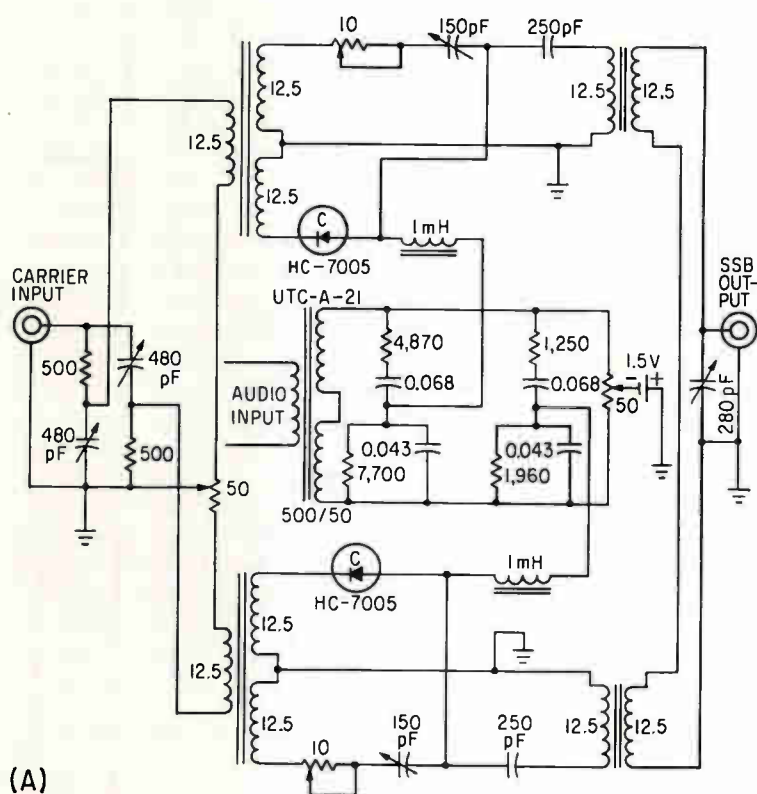 10
150pF
250pF
12.5
12.5
12.5
12.5
12.5
C
HC-7005
1mH
CARRIER
INPUT
UTC-A-21
SSB
OUT-
PUT
500
480
pF
4,870
1,250
1.5V
- +
AUDIO
INPUT
0.068
0.068
50
480
pF
500
280pF
0.043
0.043
50
7,700
1,960
500/50
C
HC-7005
1mH
12.5
12.5
12.5
150
pF
250
pF
12.5
12.5
10
(A)